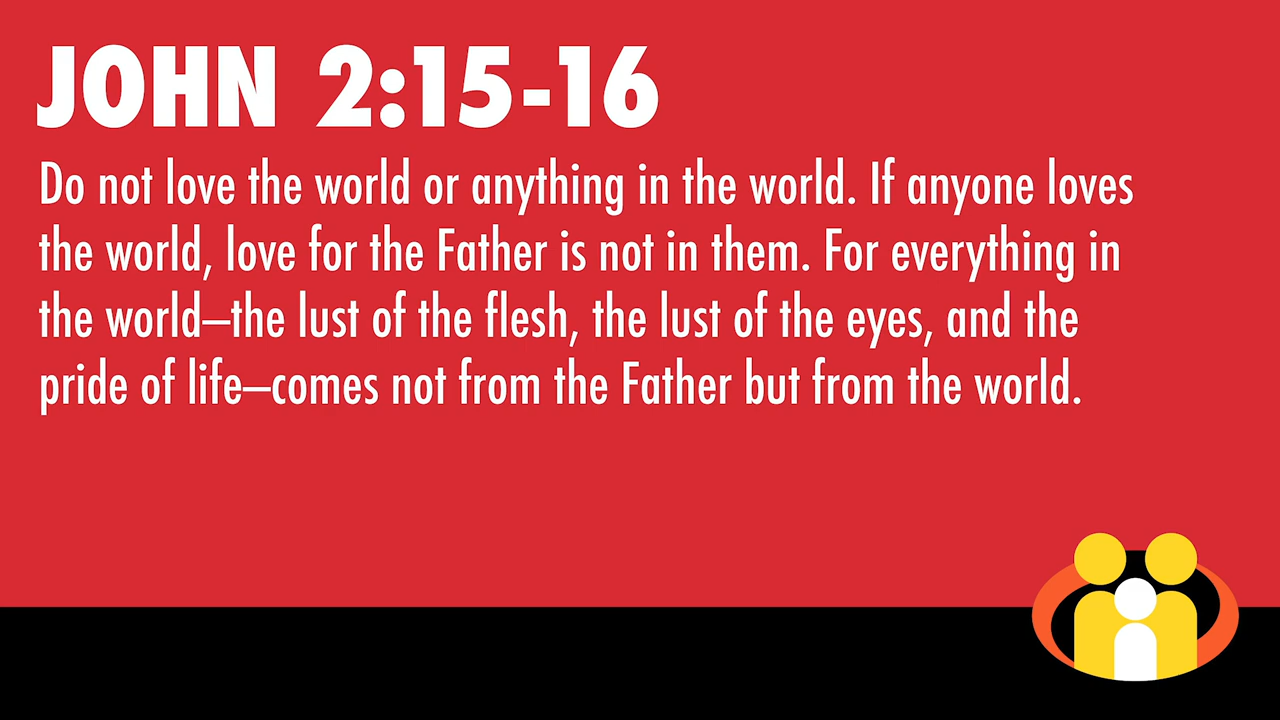 JOHN 2:15-16
Do not love the world or anything in the world. If anyone loves
the world, love for the Father is not in them. For everything in
the world–the lust of the flesh, the lust of the eyes, and the
pride of life–comes not from the Father but from the world.